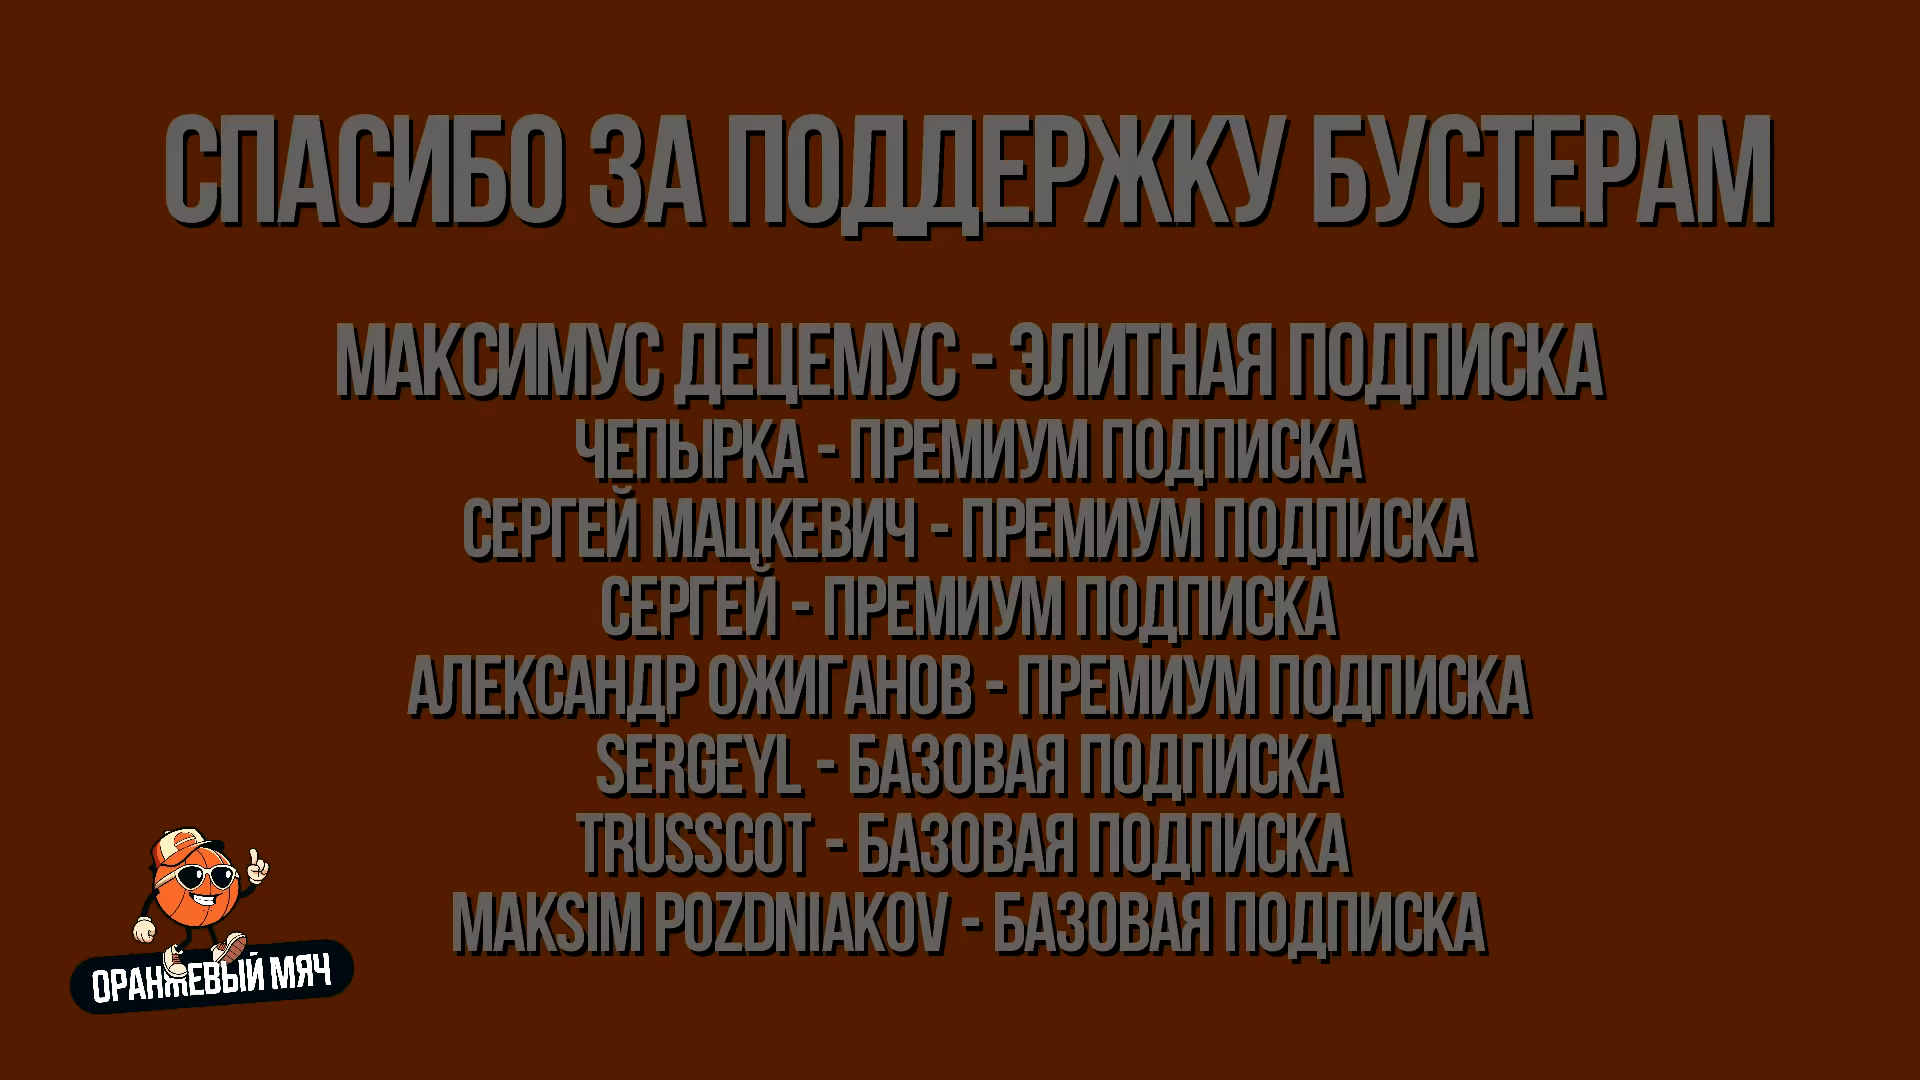 СПАСИБО ЗА ПОДДЕРЖКУ БУСТЕРАМ
МАКСИМУС ДЕЦЕМУС - ЭЛИТНАЯ ПОДПИСКА
ЧЕПЫРКА - ПРЕМИУМ ПОДПИСКА
СЕРГЕЙ МАЦКЕВИЧ - ПРЕМИУМ ПОДПИСКА
СЕРГЕЙ - ПРЕМИУМ ПОДПИСКА
АЛЕКСАНДР ОЖИГАНОВ - ПРЕМИУМ ПОДПИСКА
SERGEYL - БАЗОВАЯ ПОДПИСКА
TRUSSCOT - БАЗОВАЯ ПОДПИСКА
MAKSIM POZDNIAKOV - БАЗОВАЯ ПОДПИСКА
ОРАНЖЕВЫЙ МЯЧ